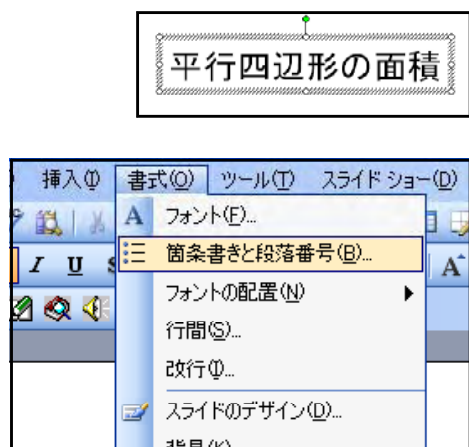 平行四辺形の面積
挿入(I) 書式(O) ツール(T) スライド ショー(D)
A フォント(F)...
I U S 箇条書きと段落番号(B)... A
フォントの配置(N)
行間(S)...
改行(I)...
スライドのデザイン(D)...
背景(K)...